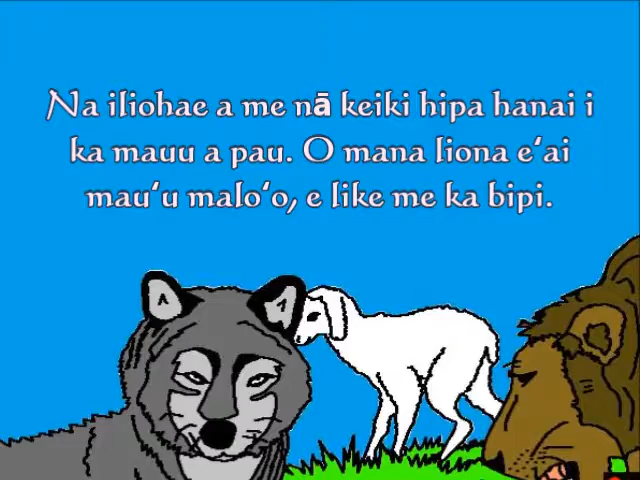 Na iliohae a me nā keiki hipa hanai i
ka mauu a pau. O mana liona eʻai
mauʻu maloʻo, e like me ka bipi.